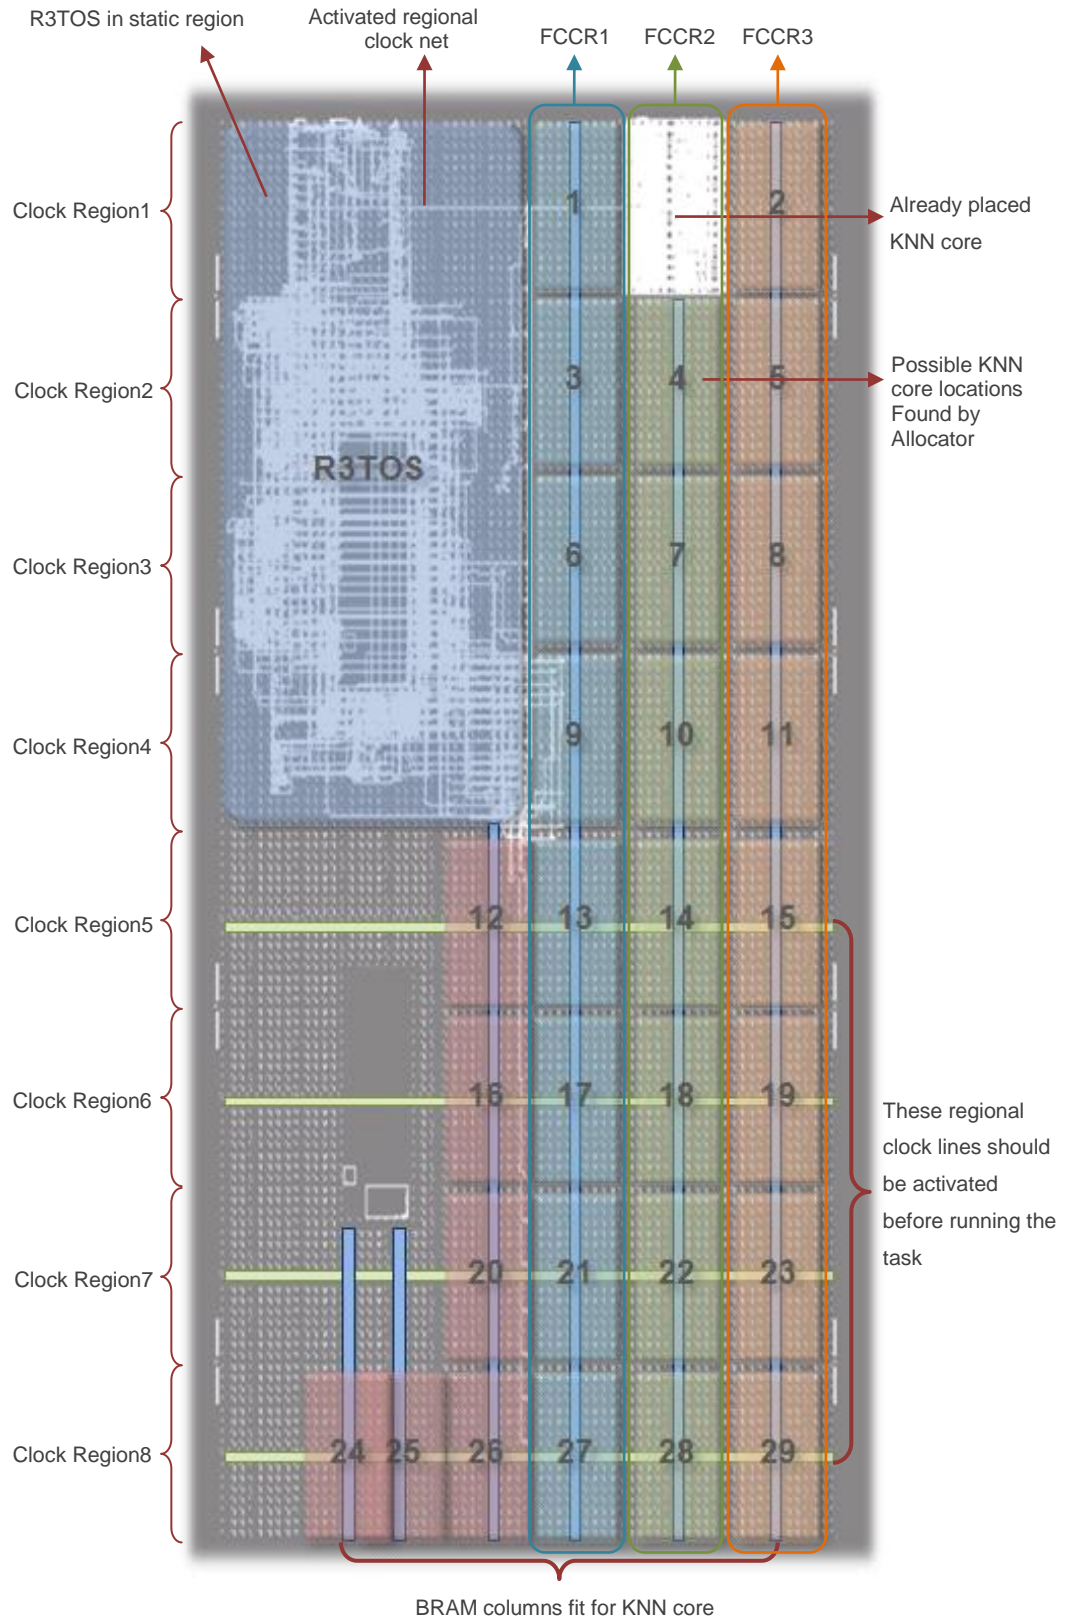 R3TOS in static region
Activated regional
clock net
FCCR1
FCCR2
FCCR3
Clock Region1
1
2
Already placed
KNN core
Clock Region2
3
4
5
Possible KNN
core locations
Found by
Allocator
R3TOS
Clock Region3
6
7
8
Clock Region4
9
10
11
Clock Region5
12
13
14
15
Clock Region6
16
17
18
19
These regional
clock lines should
be activated
before running the
task
Clock Region7
20
21
22
23
Clock Region8
24
25
26
27
28
29
BRAM columns fit for KNN core